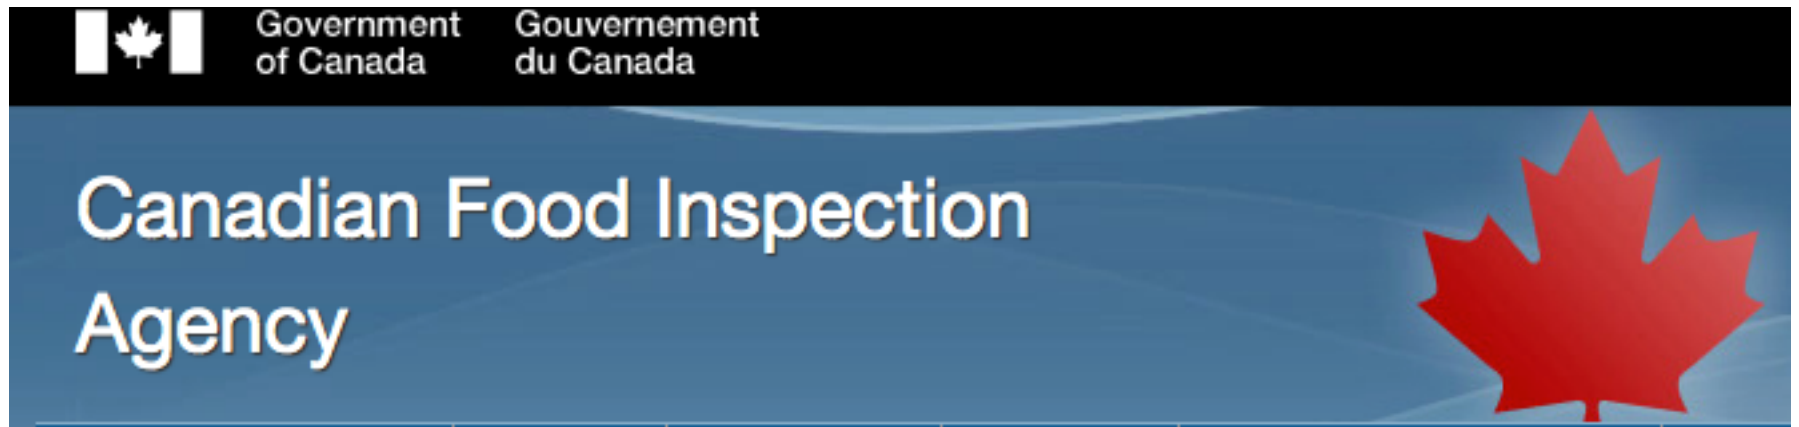 Government Gouvernement
of Canada du Canada
Canadian Food Inspection
Agency